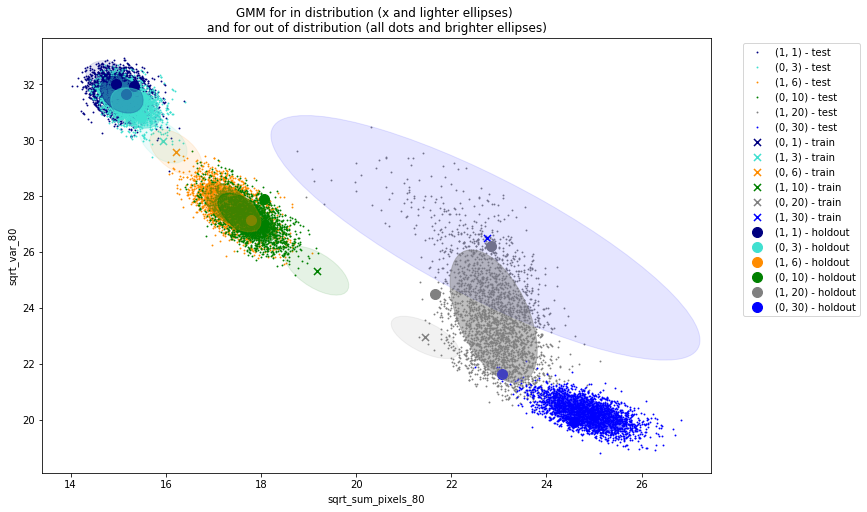 GMM for in distribution (x and lighter ellipses)
and for out of distribution (all dots and brighter ellipses)
sqrt_var_80
32
30
28
26
24
22
20
14
16
18
20
22
24
26
sqrt_sum_pixels_80
(1, 1) - test
(0, 3) - test
(1, 6) - test
(0, 10) - test
(1, 20) - test
(0, 30) - test
(0, 1) - train
(1, 3) - train
(0, 6) - train
(1, 10) - train
(0, 20) - train
(1, 30) - train
(1, 1) - holdout
(0, 3) - holdout
(1, 6) - holdout
(0, 10) - holdout
(1, 20) - holdout
(0, 30) - holdout